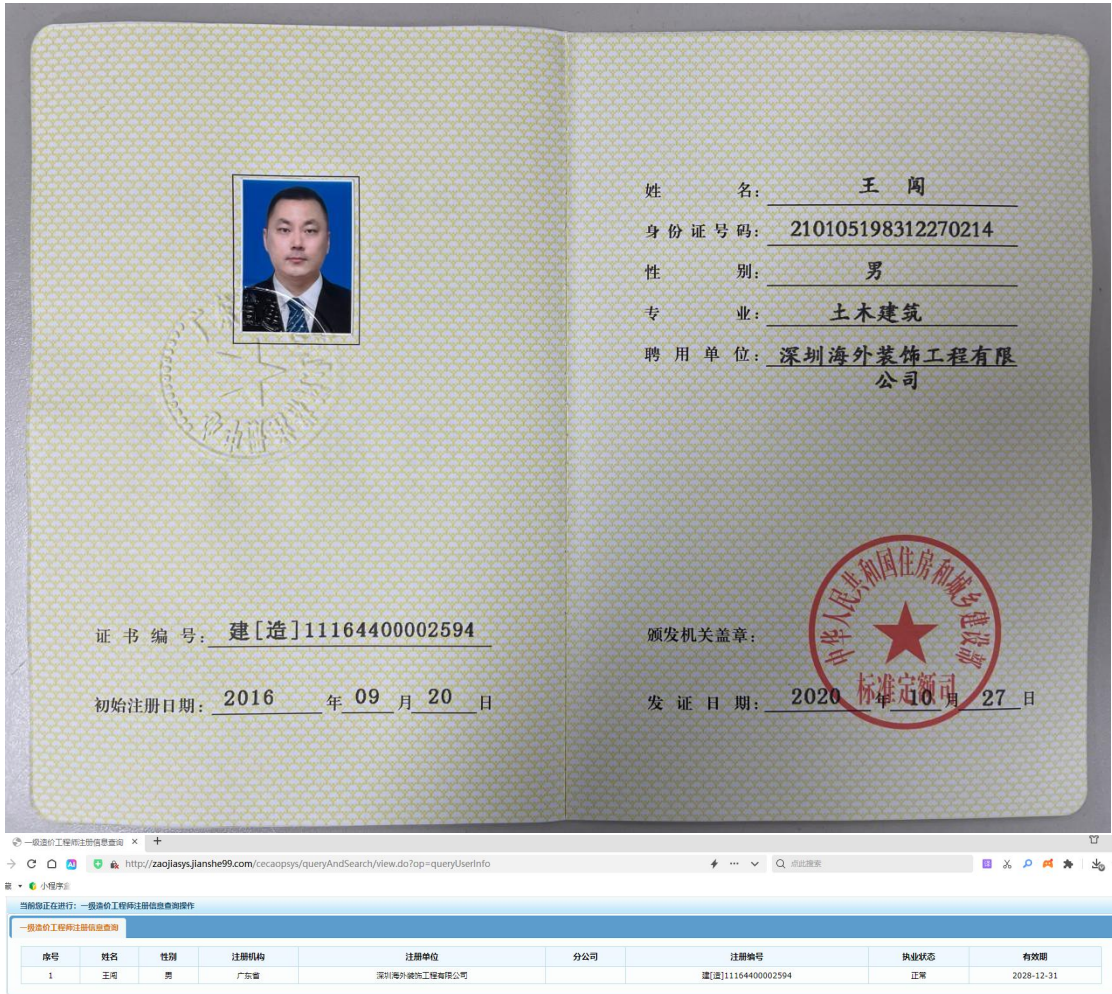 姓 名: 王 闯
身份证号码: 210105198312270214
性 别: 男
专 业: 土木建筑
聘用单位: 深圳海外装饰工程有限
公司
证书编号: 建[造]11164400002594
初始注册日期: 2016 年 09 月 20 日
颁发机关盖章:
中华人民共和国住房和城乡建设部
标准定额司
发证日期: 2020 年 10 月 27 日
一级造价工程师注册信息查询 × +
http://zaojiasys.jianshe99.com/cecaopsys/queryAndSearch/view.do?op=queryUserInfo
点此搜索
小程序
当前您正在进行: 一级造价工程师注册信息查询操作
一级造价工程师注册信息查询
序号 姓名 性别 注册机构 注册单位 分公司 注册编号 执业状态 有效期
1 王闯 男 广东省 深圳海外装饰工程有限公司 建[造]11164400002594 正常 2028-12-31